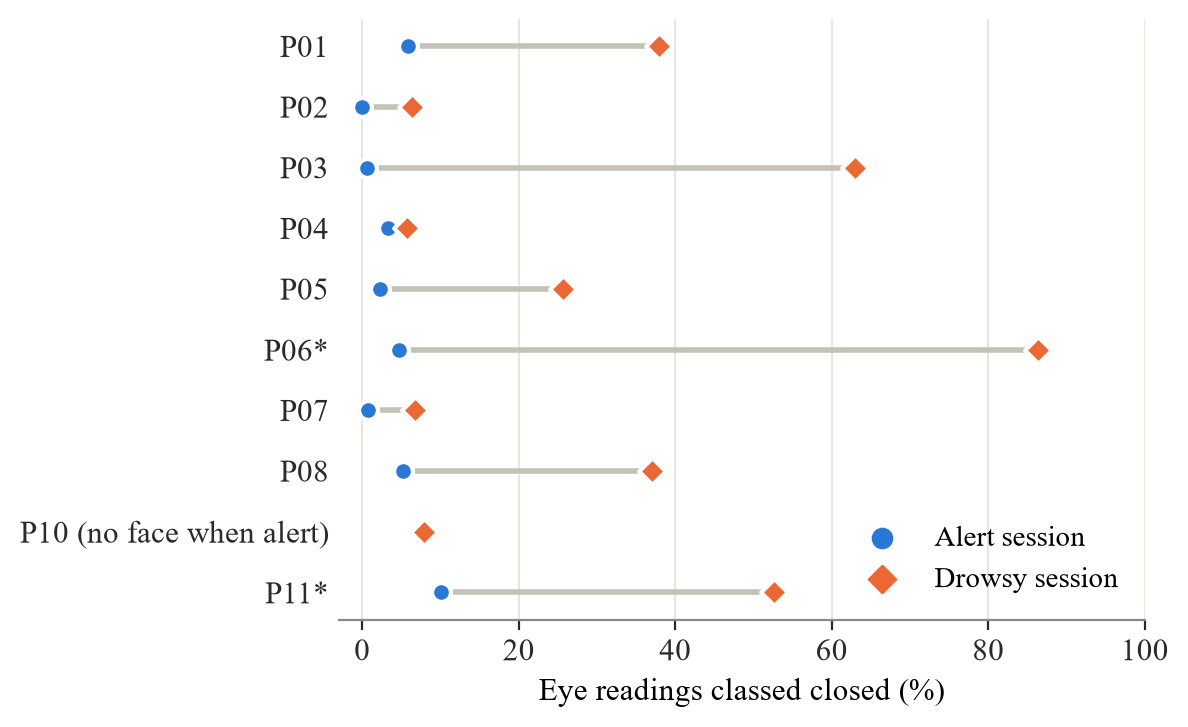 P01
P02
P03
P04
P05
P06*
P07
P08
P10 (no face when alert)
P11*
Alert session
Drowsy session
0 20 40 60 80 100
Eye readings classed closed (%)